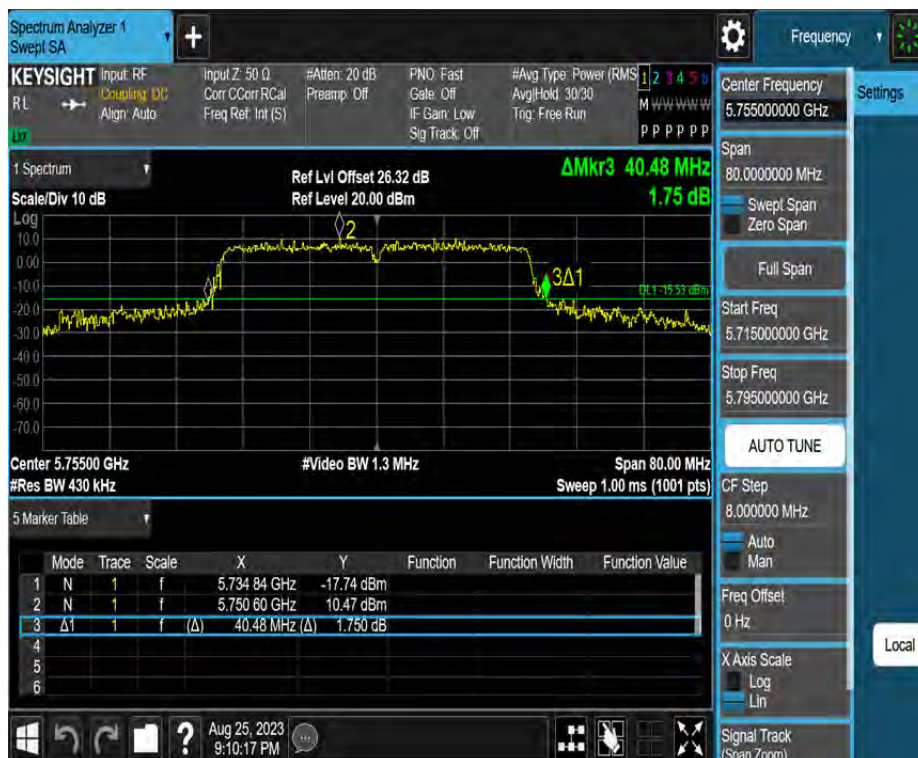 Spectrum Analyzer 1
Swept SA
+
Frequency
KEYSIGHT
RL
LXI
Input: RF
Coupling: DC
Align: Auto
Input Z: 50 Ω
Corr CCorr RCal
Freq Ref: Int (S)
#Atten: 20 dB
Preamp: Off
PNO: Fast
Gate: Off
IF Gain: Low
Sig Track: Off
#Avg Type: Power (RMS
Avg|Hold: 30/30
Trig: Free Run
1 2 3 4 5 6
M W W W W W
P P P P P P
Center Frequency
5.755000000 GHz
Settings
Span
80.0000000 MHz
Swept Span
Zero Span
Full Span
Start Freq
5.715000000 GHz
Stop Freq
5.795000000 GHz
AUTO TUNE
CF Step
8.000000 MHz
Auto
Man
Freq Offset
0 Hz
X Axis Scale
Log
Lin
Signal Track
(Span Zoom)
Local
1 Spectrum
Scale/Div 10 dB
Ref Lvl Offset 26.32 dB
Ref Level 20.00 dBm
ΔMkr3 40.48 MHz
1.75 dB
Log
10.0
0.00
-10.0
-20.0
-30.0
-40.0
-50.0
-60.0
-70.0
2
3Δ1
DL1 -15.53 dBm
Center 5.75500 GHz
#Video BW 1.3 MHz
Span 80.00 MHz
#Res BW 430 kHz
Sweep 1.00 ms (1001 pts)
5 Marker Table
Mode Trace Scale X Y Function Function Width Function Value
1 N 1 f 5.734 84 GHz -17.74 dBm
2 N 1 f 5.750 60 GHz 10.47 dBm
3 Δ1 1 f (Δ) 40.48 MHz (Δ) 1.750 dB
4
5
6
?
Aug 25, 2023
9:10:17 PM